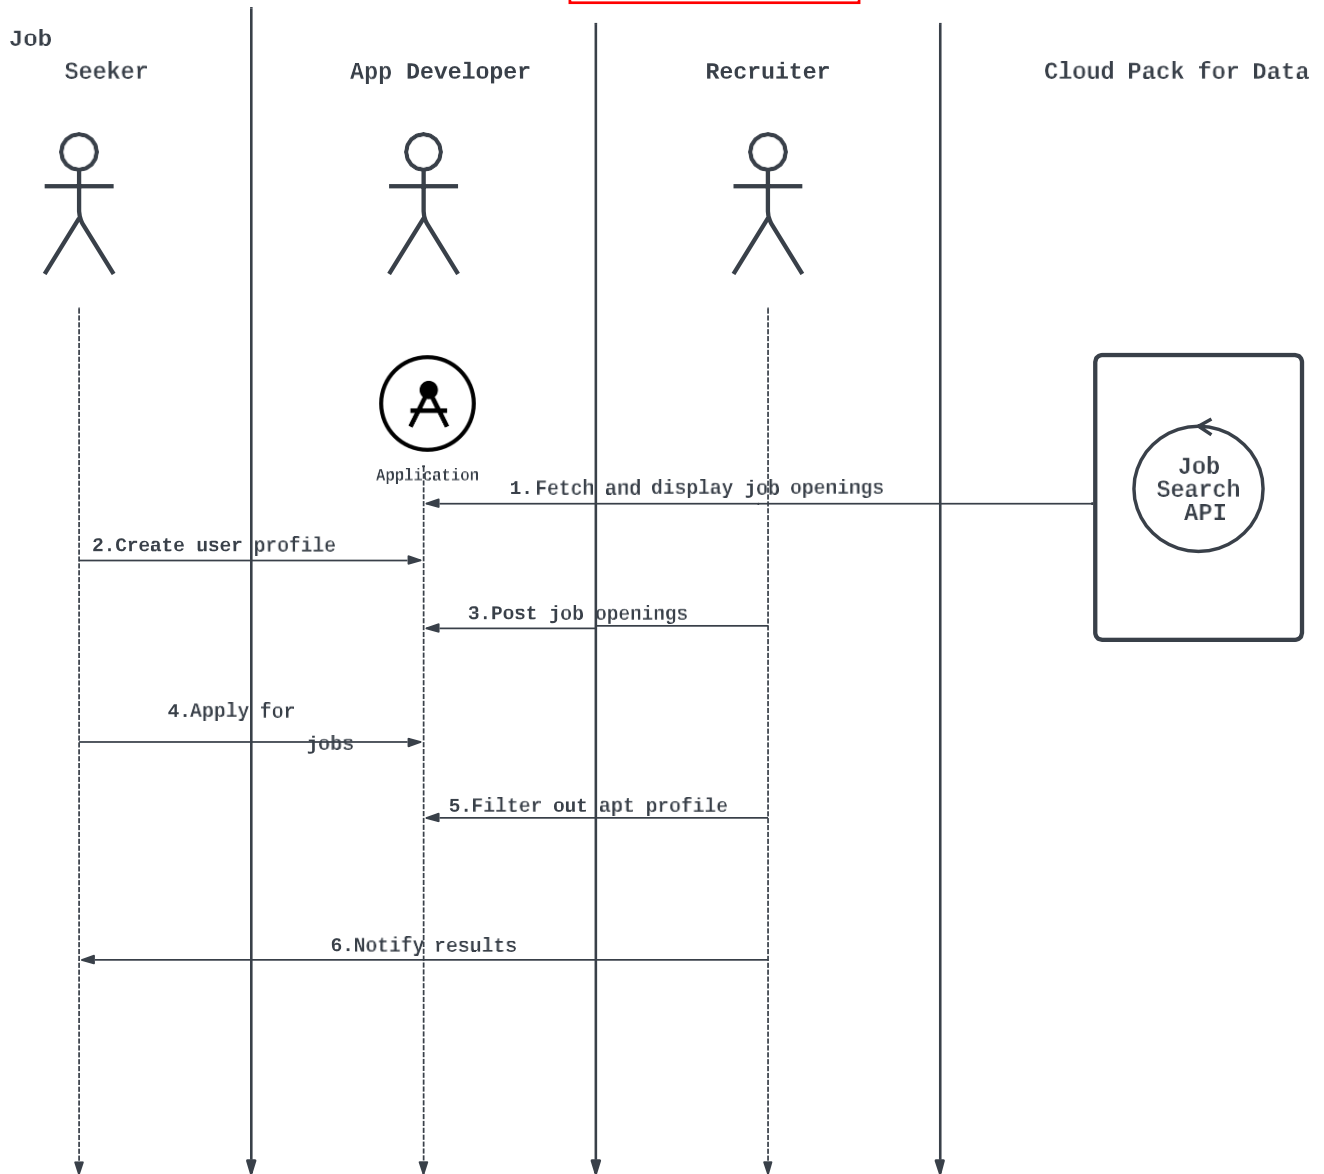 Job
Seeker
App Developer
Recruiter
Cloud Pack for Data
Application
1.Fetch and display job openings
Job
Search
API
2.Create user profile
3.Post job openings
4.Apply for
jobs
5.Filter out apt profile
6.Notify results